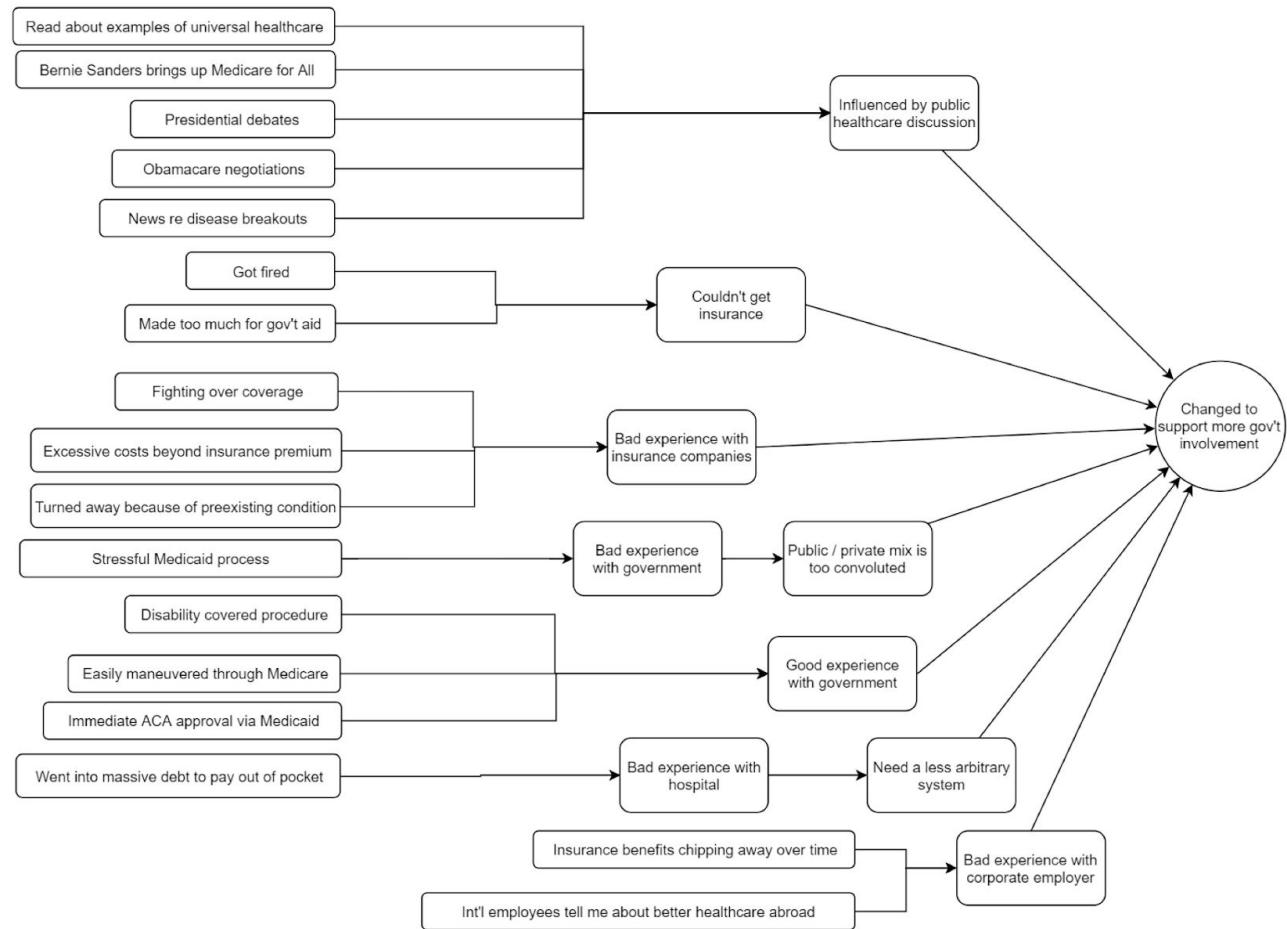 Read about examples of universal healthcare
Bernie Sanders brings up Medicare for All
Presidential debates
Obamacare negotiations
News re disease breakouts
Influenced by public
healthcare discussion
Got fired
Made too much for gov't aid
Couldn't get
insurance
Fighting over coverage
Excessive costs beyond insurance premium
Turned away because of preexisting condition
Bad experience with
insurance companies
Changed to
support more gov't
involvement
Stressful Medicaid process
Bad experience
with government
Public / private mix is
too convoluted
Disability covered procedure
Easily maneuvered through Medicare
Immediate ACA approval via Medicaid
Good experience
with government
Went into massive debt to pay out of pocket
Bad experience with
hospital
Need a less arbitrary
system
Insurance benefits chipping away over time
Int'l employees tell me about better healthcare abroad
Bad experience with
corporate employer